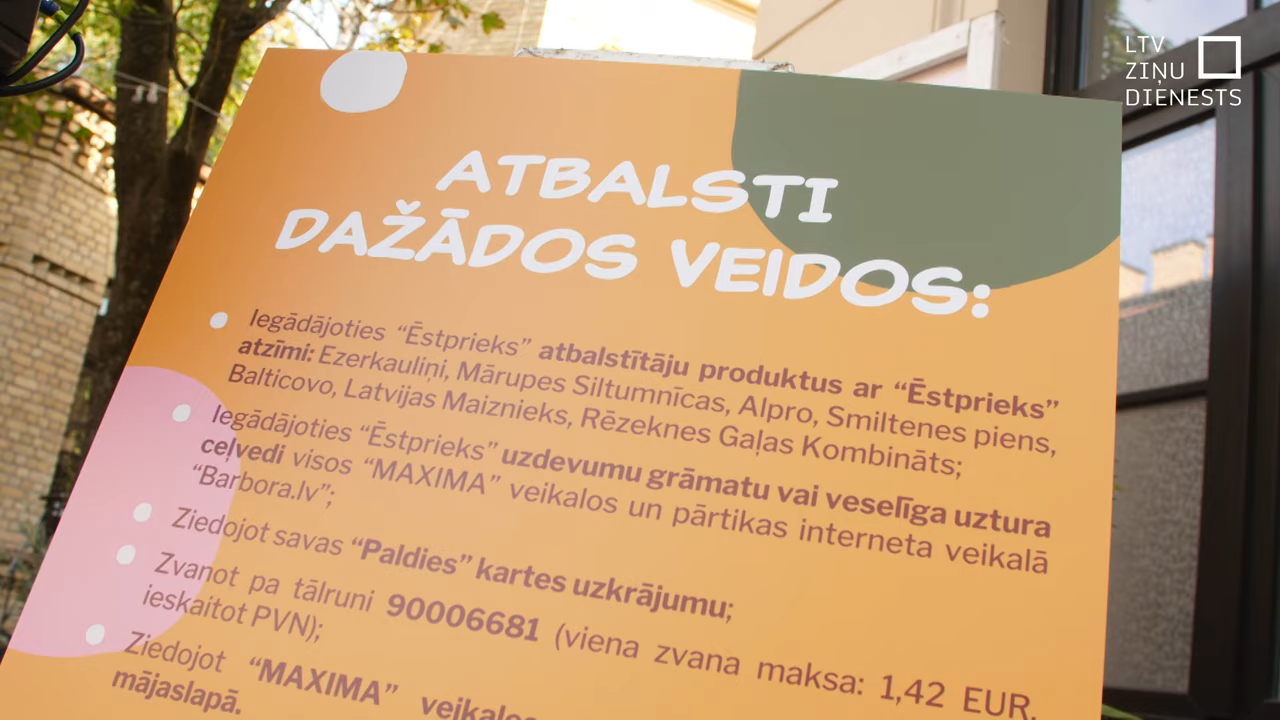 LTV
ZIŅU
DIENESTS
ATBALSTI
DAŽĀDOS VEIDOS:
Iegādājoties “Ēstprieks” atbalstītāju produktus ar “Ēstprieks”
atzīmi: Ezerkauliņi, Mārupes Siltumnīcas, Alpro, Smiltenes piens,
Balticovo, Latvijas Maiznieks, Rēzeknes Gaļas Kombināts;
Iegādājoties “Ēstprieks” uzdevumu grāmatu vai veselīga uztura
ceļvedi visos “MAXIMA” veikalos un pārtikas interneta veikalā
“Barbora.lv”;
Ziedojot savas “Paldies” kartes uzkrājumu;
Zvanot pa tālruni 90006681 (viena zvana maksa: 1,42 EUR,
ieskaitot PVN);
Ziedojot “MAXIMA” veikalos
mājaslapā.